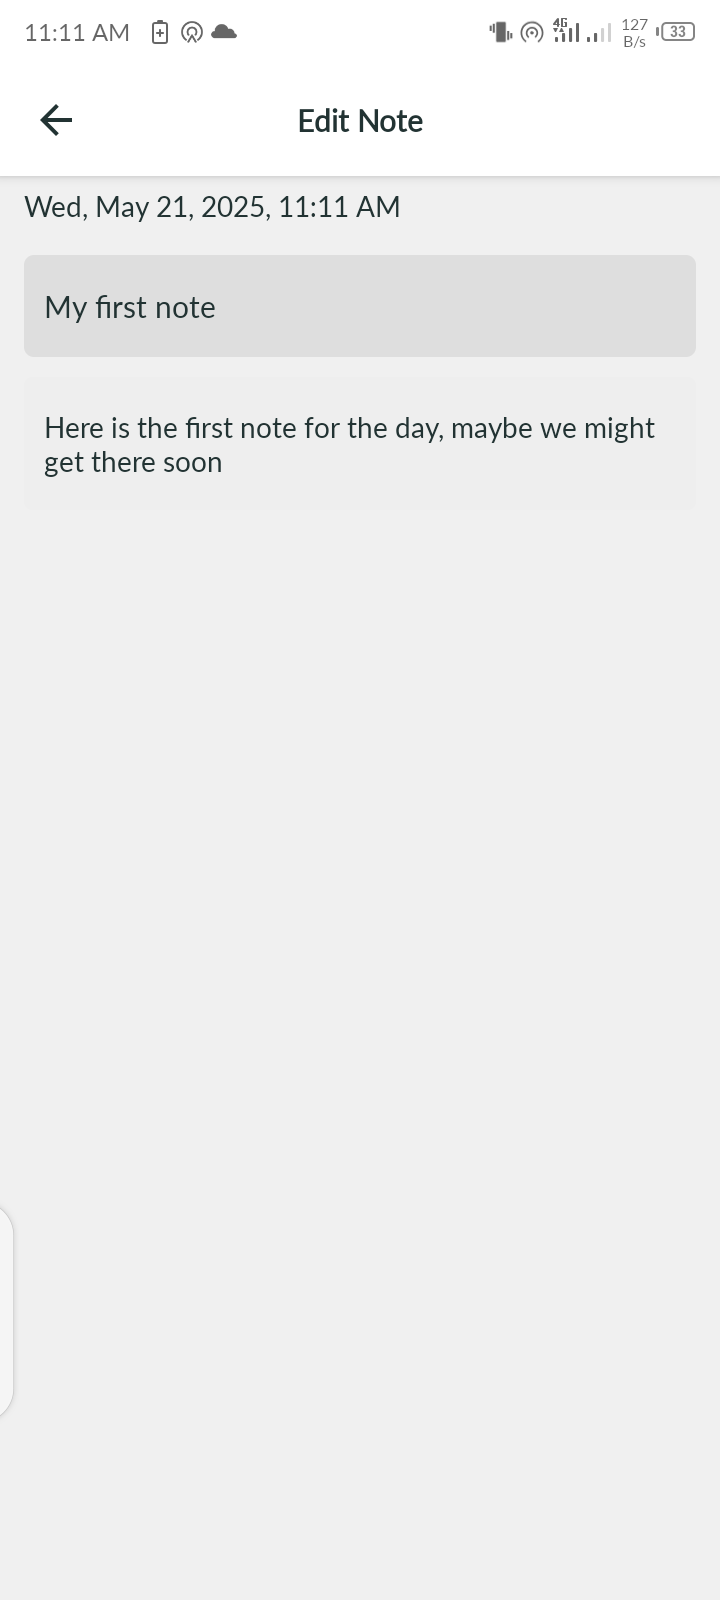 11:11 AM
4G
127
B/s
33
Edit Note
Wed, May 21, 2025, 11:11 AM
My first note
Here is the first note for the day, maybe we might
get there soon